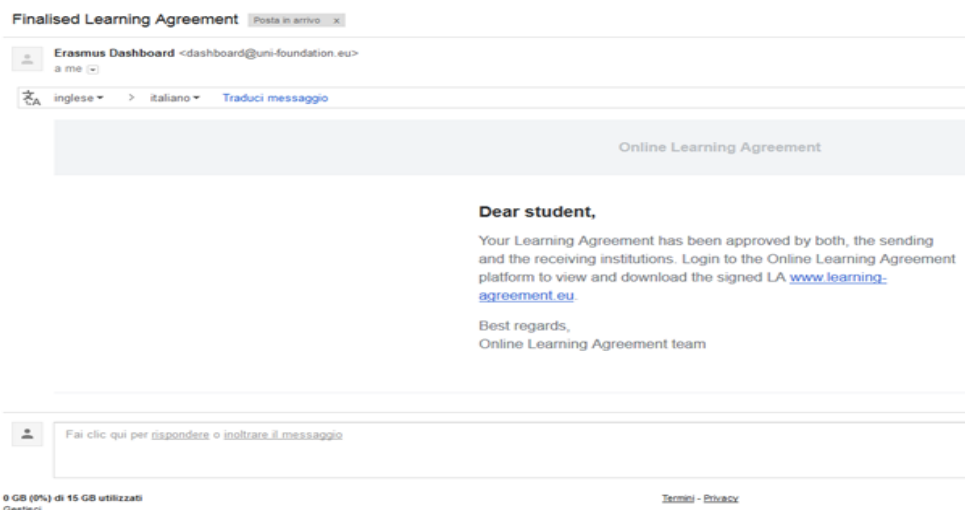 Finalised Learning Agreement Posta in arrivo x
Erasmus Dashboard <dashboard@uni-foundation.eu>
a me
inglese > italiano Traduci messaggio
Online Learning Agreement
Dear student,
Your Learning Agreement has been approved by both, the sending
and the receiving institutions. Login to the Online Learning Agreement
platform to view and download the signed LA www.learning-
agreement.eu.
Best regards,
Online Learning Agreement team
Fai clic qui per rispondere o inoltrare il messaggio
0 GB (0%) di 15 GB utilizzati
Termini - Privacy
Gestisci